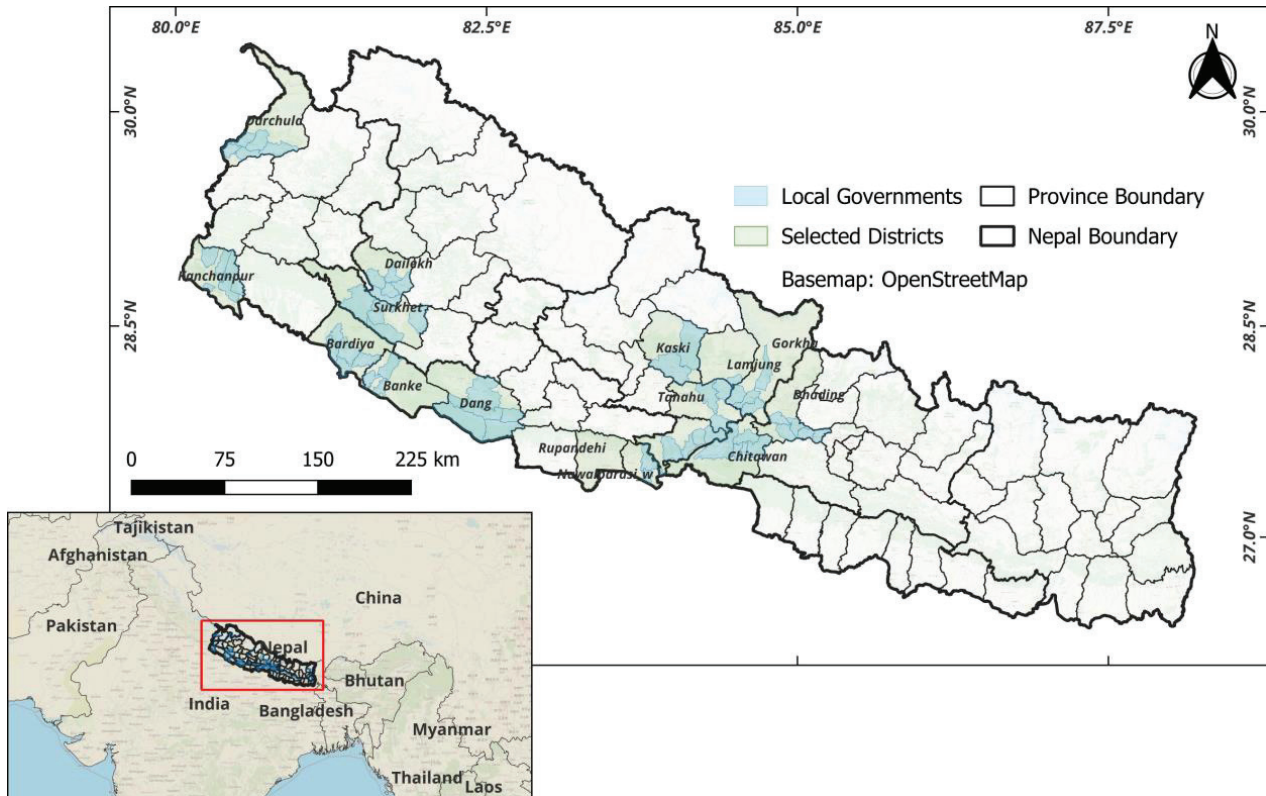 80.0°E 82.5°E 85.0°E 87.5°E
N
30.0°N 30.0°N
Darchula
Local Governments Province Boundary
Selected Districts Nepal Boundary
Basemap: OpenStreetMap
Kanchanpur
Dailekh
Surkhet
28.5°N 28.5°N
Bardiya
Kaski
Gorkha
Lamjung
Banke
Dang
Tanahu
Dhading
Rupandehi
Chitawan
Nawalparasi_w
0 75 150 225 km
27.0°N
Tajikistan
Afghanistan
China
Pakistan
Nepal
Bhutan
India
Bangladesh
Myanmar
Thailand
Laos